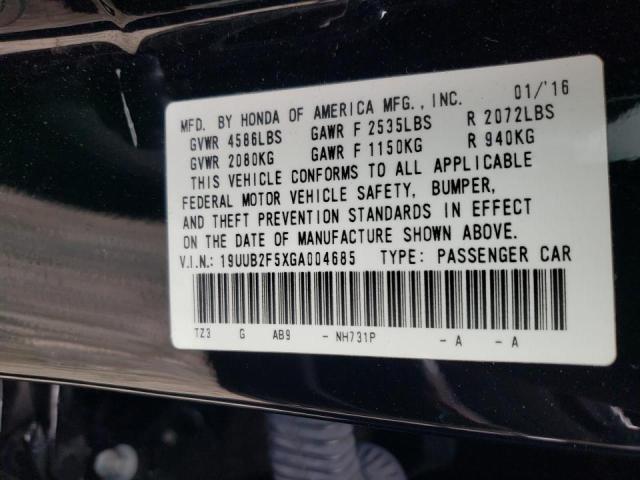 MFD. BY HONDA OF AMERICA MFG., INC. 01/'16
GVWR 4586LBS GAWR F 2535LBS R 2072LBS
GVWR 2080KG GAWR F 1150KG R 940KG
THIS VEHICLE CONFORMS TO ALL APPLICABLE
FEDERAL MOTOR VEHICLE SAFETY, BUMPER,
AND THEFT PREVENTION STANDARDS IN EFFECT
ON THE DATE OF MANUFACTURE SHOWN ABOVE.
V.I.N.: 19UUB2F5XGA004685 TYPE: PASSENGER CAR
TZ3 G AB9 - NH731P - A - A